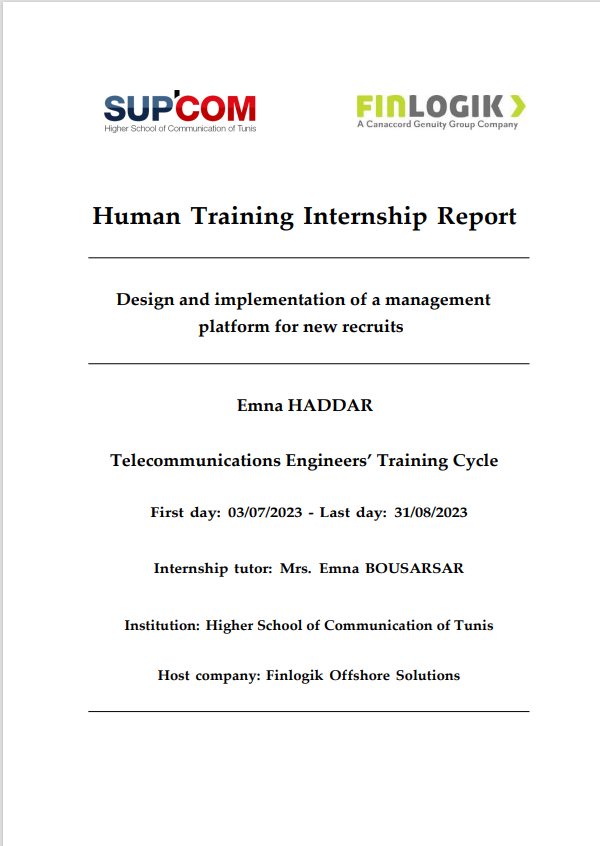 SUP'COM
Higher School of Communication of Tunis
FINLOGIK
A Canaccord Genuity Group Company
Human Training Internship Report
Design and implementation of a management
platform for new recruits
Emna HADDAR
Telecommunications Engineers’ Training Cycle
First day: 03/07/2023 - Last day: 31/08/2023
Internship tutor: Mrs. Emna BOUSARSAR
Institution: Higher School of Communication of Tunis
Host company: Finlogik Offshore Solutions